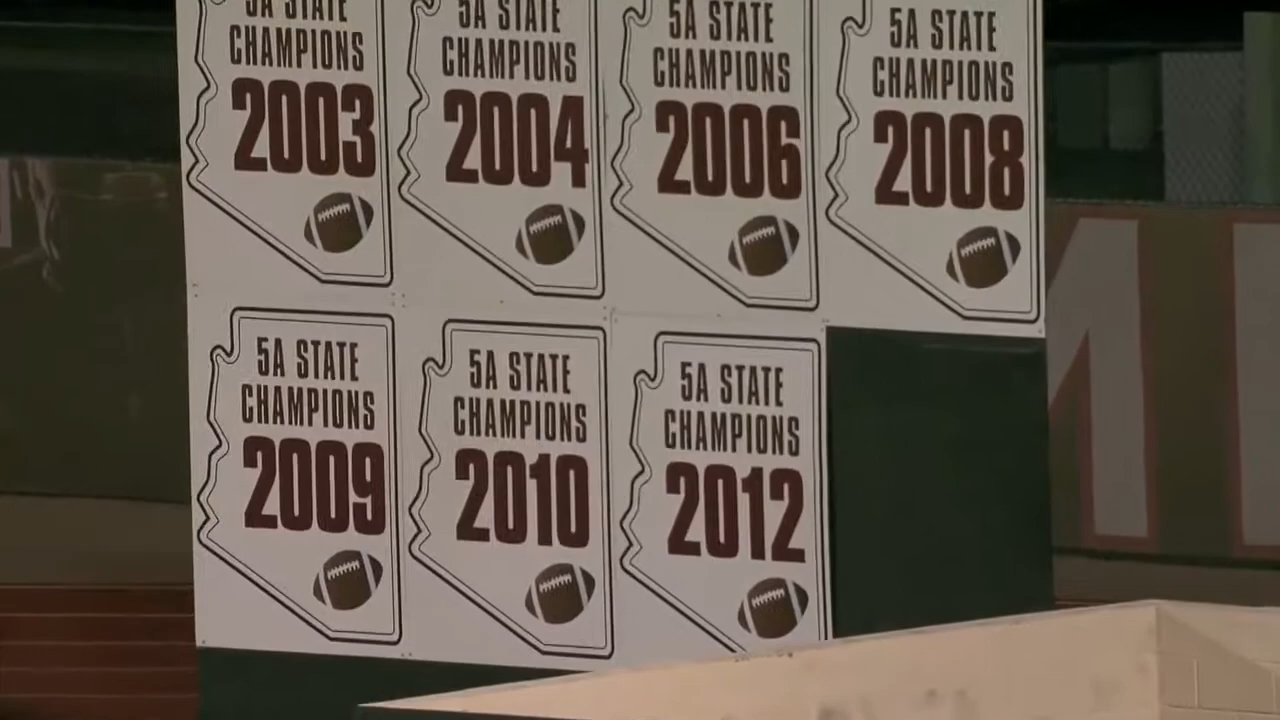 5A STATE
CHAMPIONS
2003
5A STATE
CHAMPIONS
2004
5A STATE
CHAMPIONS
2006
5A STATE
CHAMPIONS
2008
5A STATE
CHAMPIONS
2009
5A STATE
CHAMPIONS
2010
5A STATE
CHAMPIONS
2012